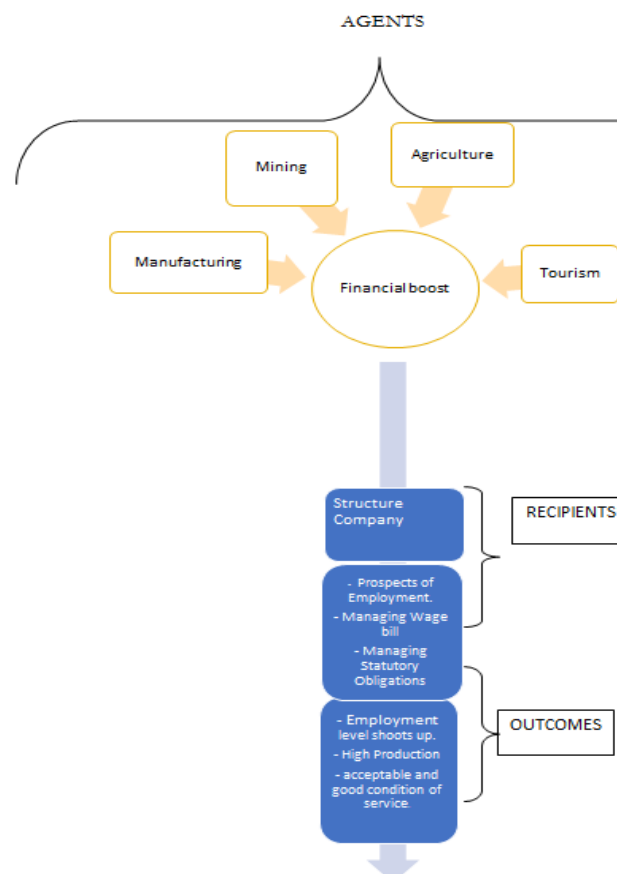 AGENTS
Mining
Agriculture
Manufacturing
Financial boost
Tourism
Structure
Company
RECIPIENTS
- Prospects of
Employment.
- Managing Wage
bill
- Managing
Statutory
Obligations
- Employment
level shoots up.
- High Production
- acceptable and
good condition of
service.
OUTCOMES